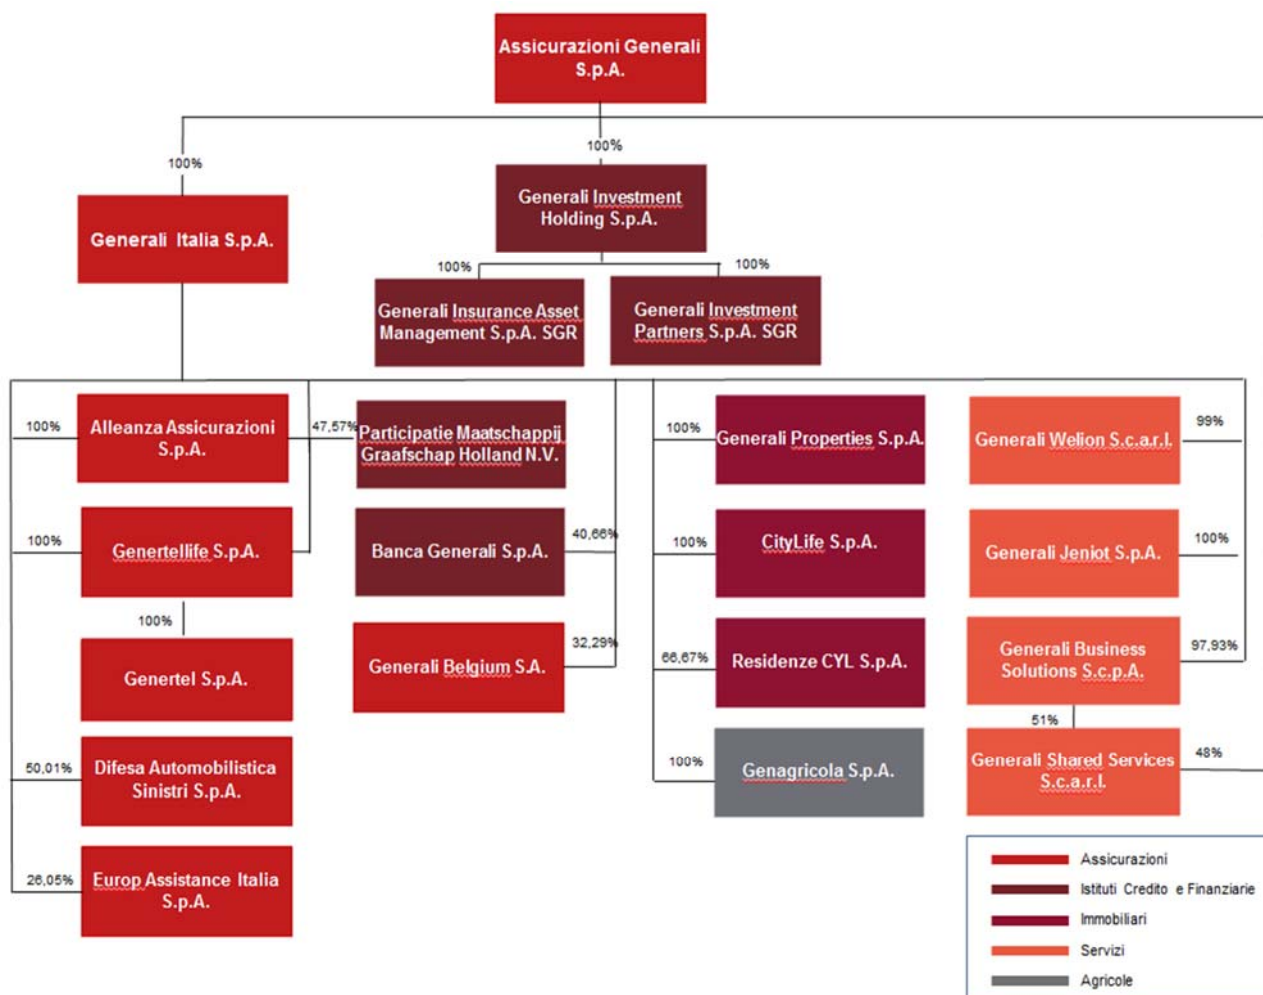 Assicurazioni Generali
S.p.A.
100%
100%
Generali Italia S.p.A.
Generali Investment
Holding S.p.A.
100%
100%
Generali Insurance Asset
Management S.p.A. SGR
Generali Investment
Partners S.p.A. SGR
100%
Alleanza Assicurazioni
S.p.A.
47,57%
Participatie Maatschappij
Graafschap Holland N.V.
100%
Generali Properties S.p.A.
Generali Welion S.c.a.r.l.
99%
100%
Genertellife S.p.A.
Banca Generali S.p.A.
40,66%
100%
CityLife S.p.A.
Generali Jeniot S.p.A.
100%
100%
Genertel S.p.A.
Generali Belgium S.A.
32,29%
66,67%
Residenze CYL S.p.A.
Generali Business
Solutions S.c.p.A.
97,93%
51%
50,01%
Difesa Automobilistica
Sinistri S.p.A.
100%
Genagricola S.p.A.
Generali Shared Services
S.c.a.r.l.
48%
26,05%
Europ Assistance Italia
S.p.A.
Assicurazioni
Istituti Credito e Finanziarie
Immobiliari
Servizi
Agricole